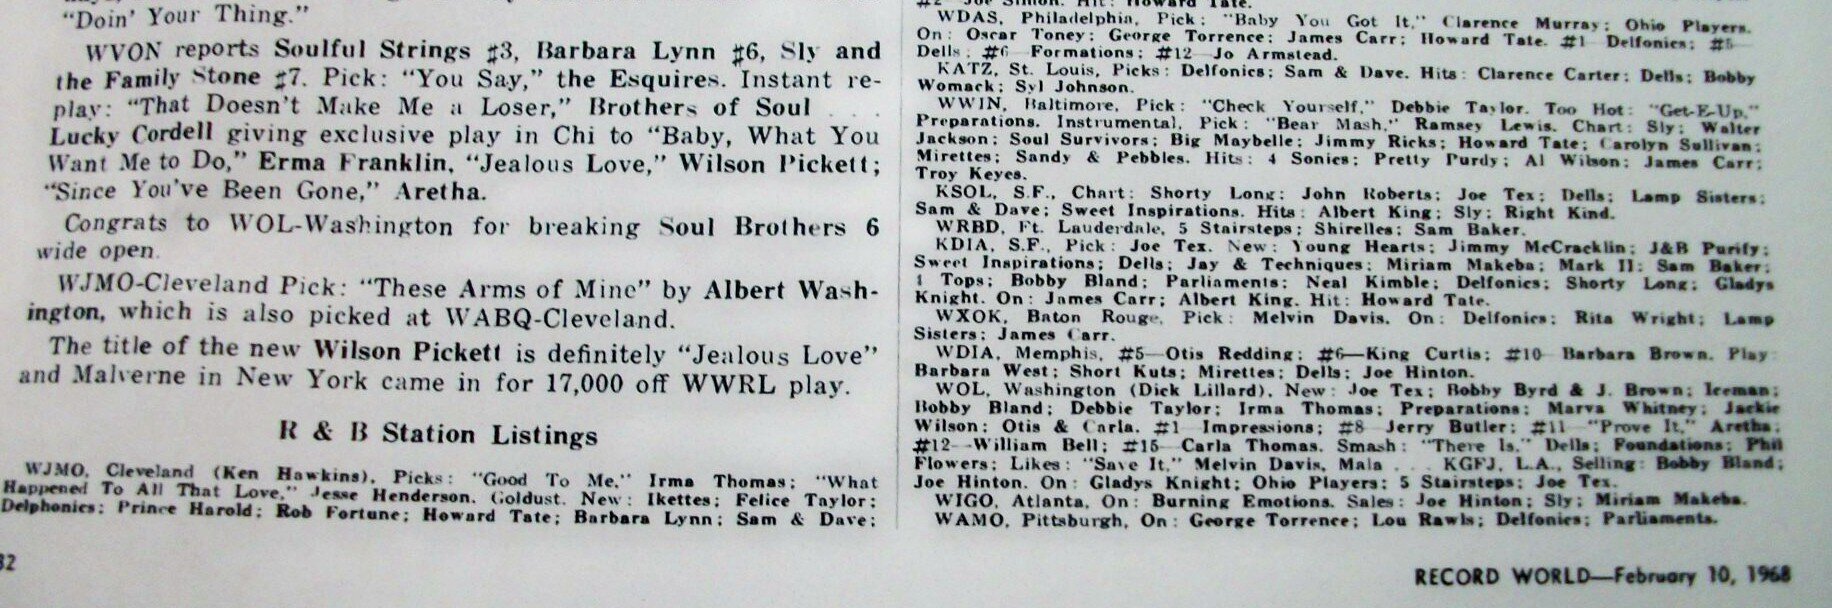 "Doin' Your Thing."
WVON reports Soulful Strings #3, Barbara Lynn #6, Sly and
the Family Stone #7. Pick: "You Say," the Esquires. Instant re-
play: "That Doesn't Make Me a Loser," Brothers of Soul . . .
Lucky Cordell giving exclusive play in Chi to "Baby, What You
Want Me to Do," Erma Franklin, "Jealous Love," Wilson Pickett;
"Since You've Been Gone," Aretha.
Congrats to WOL-Washington for breaking Soul Brothers 6
wide open.
WJMO-Cleveland Pick: "These Arms of Mine" by Albert Wash-
ington, which is also picked at WABQ-Cleveland.
The title of the new Wilson Pickett is definitely "Jealous Love"
and Malverne in New York came in for 17,000 off WWRL play.
R & B Station Listings
WJMO, Cleveland (Ken Hawkins), Picks: "Good To Me," Irma Thomas; "What
Happened To All That Love," Jesse Henderson, Goldust. New: Ikettes; Felice Taylor;
Delphonics; Prince Harold; Rob Fortune; Howard Tate; Barbara Lynn; Sam & Dave;
#2 Joe Simon. Hit: Howard Tate.
WDAS, Philadelphia, Pick: "Baby You Got It," Clarence Murray; Ohio Players.
On: Oscar Toney; George Torrence; James Carr; Howard Tate. #1 Delfonics; #5
Dells; #6 Formations; #12 Jo Armstead.
KATZ, St. Louis, Picks: Delfonics; Sam & Dave. Hits: Clarence Carter; Dells; Bobby
Womack; Syl Johnson.
WWIN, Baltimore, Pick: "Check Yourself," Debbie Taylor. Too Hot: "Get-E-Up,"
Preparations. Instrumental, Pick: "Bear Mash," Ramsey Lewis. Chart: Sly; Walter
Jackson; Soul Survivors; Big Maybelle; Jimmy Ricks; Howard Tate; Carolyn Sullivan;
Mirettes; Sandy & Pebbles. Hits: 4 Sonics; Pretty Purdy; Al Wilson; James Carr;
Troy Keyes.
KSOL, S.F., Chart: Shorty Long; John Roberts; Joe Tex; Dells; Lamp Sisters;
Sam & Dave; Sweet Inspirations. Hits: Albert King; Sly; Right Kind.
WRBD, Ft. Lauderdale, 5 Stairsteps; Shirelles; Sam Baker.
KDIA, S.F., Pick: Joe Tex. New: Young Hearts; Jimmy McCracklin; J&B Purify;
Sweet Inspirations; Dells; Jay & Techniques; Miriam Makeba; Mark II; Sam Baker;
4 Tops; Bobby Bland; Parliaments; Neal Kimble; Delfonics; Shorty Long; Gladys
Knight. On: James Carr; Albert King. Hit: Howard Tate.
WXOK, Baton Rouge, Pick: Melvin Davis. On: Delfonics; Rita Wright; Lamp
Sisters; James Carr.
WDIA, Memphis, #5—Otis Redding; #6—King Curtis; #10 Barbara Brown. Play
Barbara West; Short Kuts; Mirettes; Dells; Joe Hinton.
WOL, Washington (Dick Lillard). New: Joe Tex; Bobby Byrd & J. Brown; Iceman;
Bobby Bland; Debbie Taylor; Irma Thomas; Preparations; Marva Whitney; Jackie
Wilson; Otis & Carla. #1 Impressions; #8 Jerry Butler; #11 "Prove It," Aretha;
#12—William Bell; #15 Carla Thomas. Smash: "There Is," Dells; Foundations; Phil
Flowers; Likes: "Save It," Melvin Davis, Mala . . . KGFJ, L.A., Selling: Bobby Bland;
Joe Hinton. On: Gladys Knight; Ohio Players; 5 Stairsteps; Joe Tex.
WIGO, Atlanta, On: Burning Emotions. Sales: Joe Hinton; Sly; Miriam Makeba.
WAMO, Pittsburgh, On: George Torrence; Lou Rawls; Delfonics; Parliaments.
32
RECORD WORLD—February 10, 1968